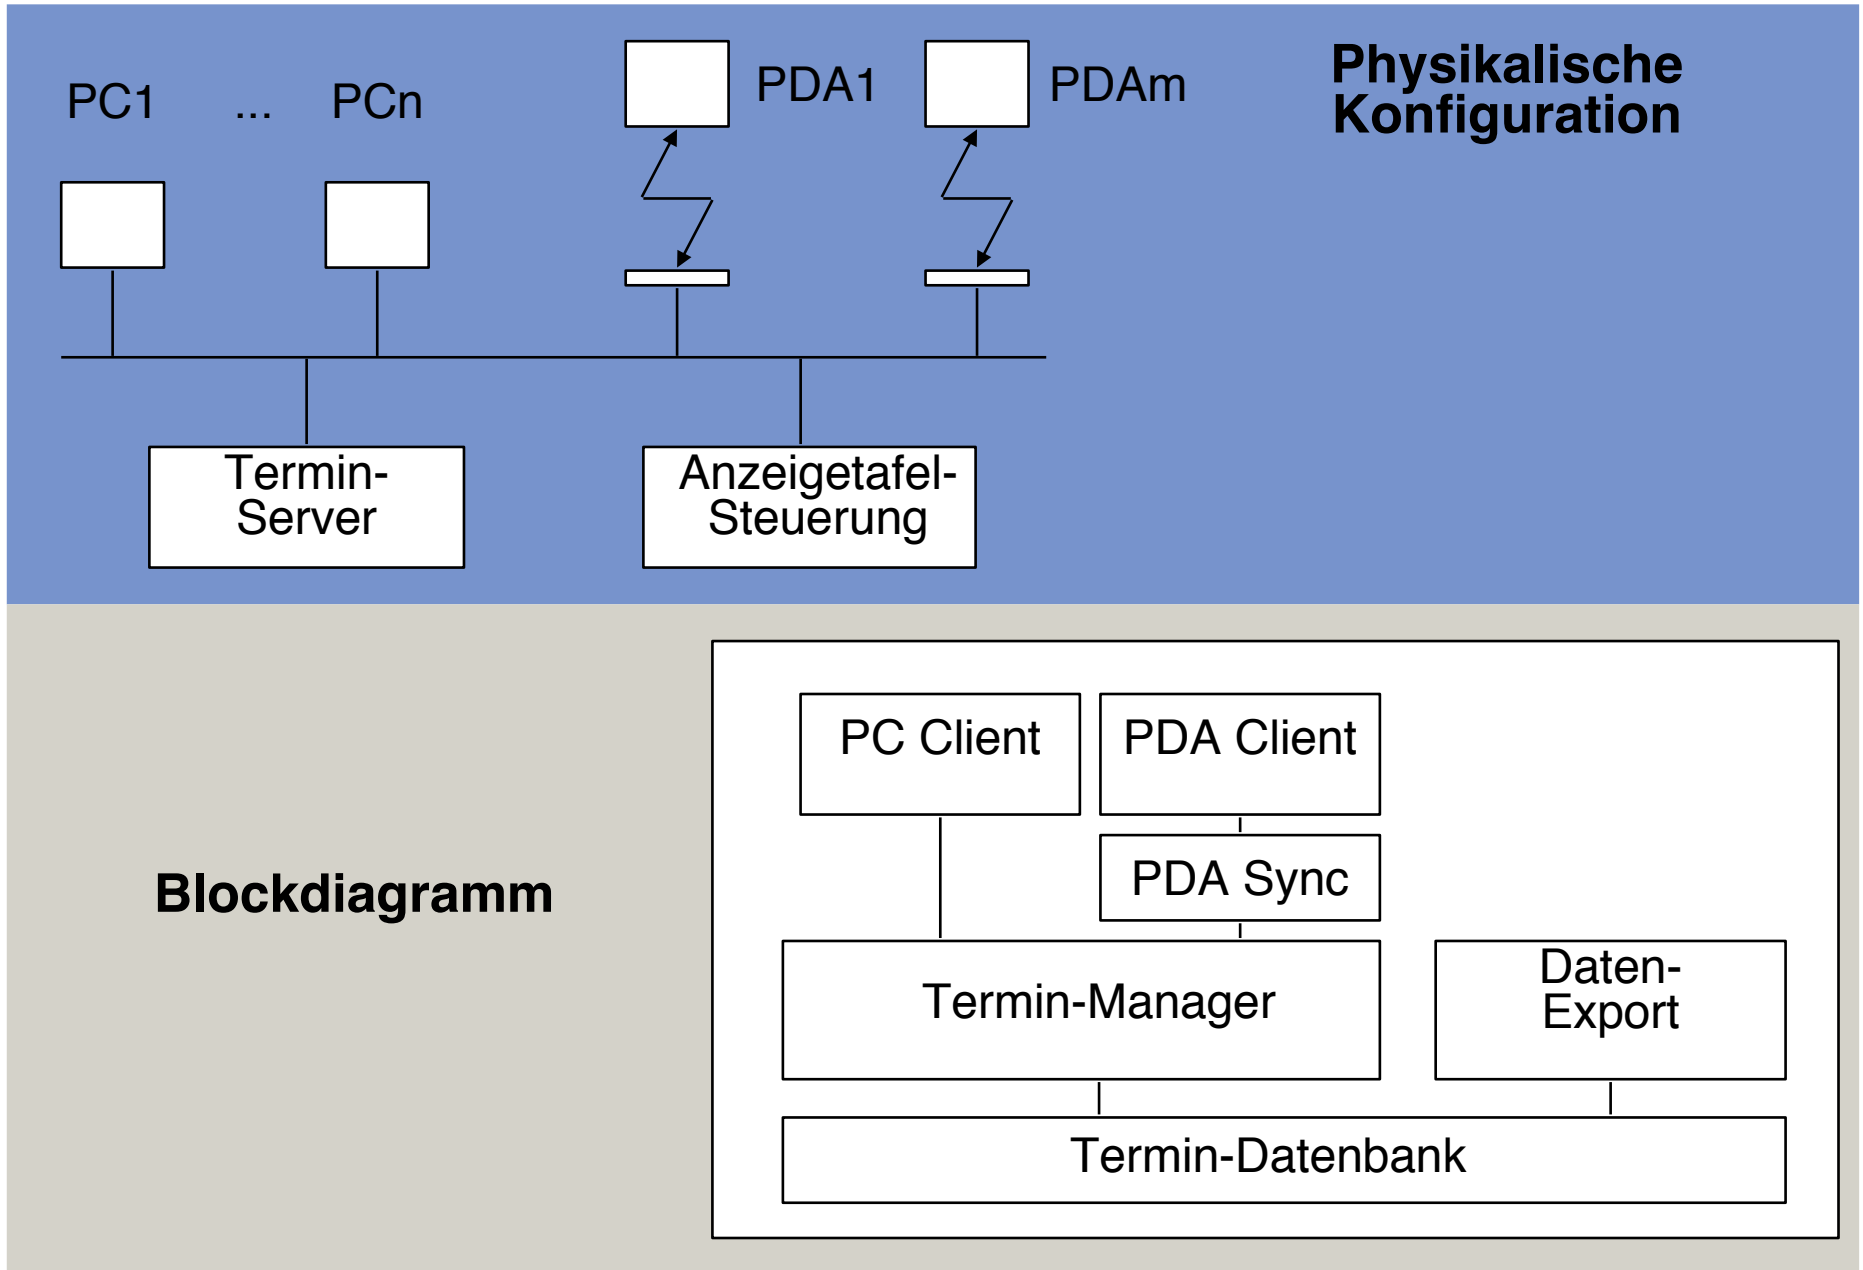 Physikalische
Konfiguration
PC1 ... PCn
PDA1
PDAm
Termin-
Server
Anzeigetafel-
Steuerung
Blockdiagramm
PC Client
PDA Client
PDA Sync
Termin-Manager
Daten-
Export
Termin-Datenbank